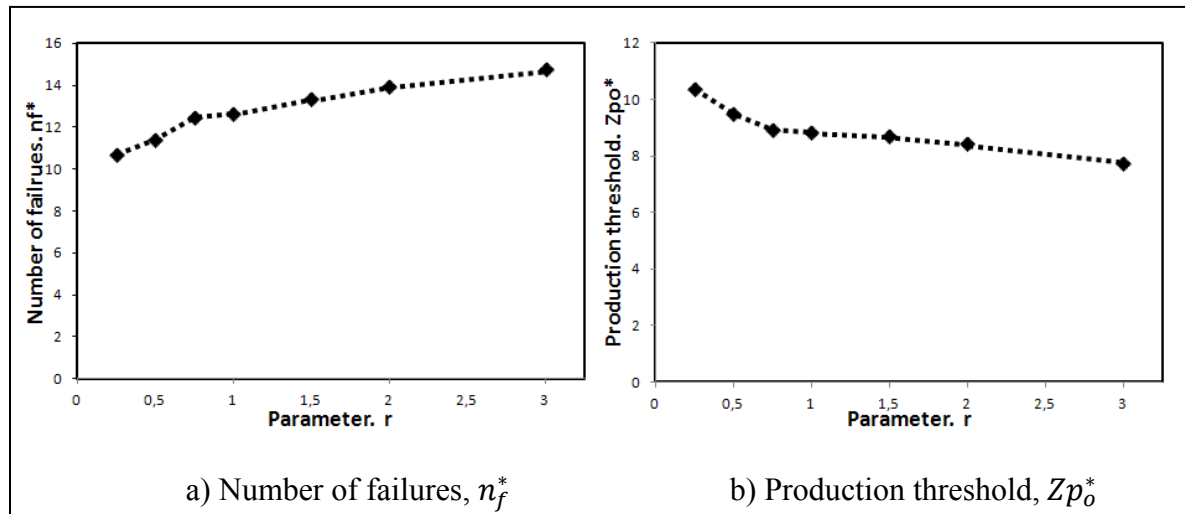 16
14
12
10
8
6
4
2
0
Number of failrues. nf*
0 0,5 1 1,5 2 2,5 3
Parameter. r
12
10
8
6
4
2
0
Production threshold. Zpo*
0 0,5 1 1,5 2 2,5 3
Parameter. r
a) Number of failures, n_f^*
b) Production threshold, Zp_o^*